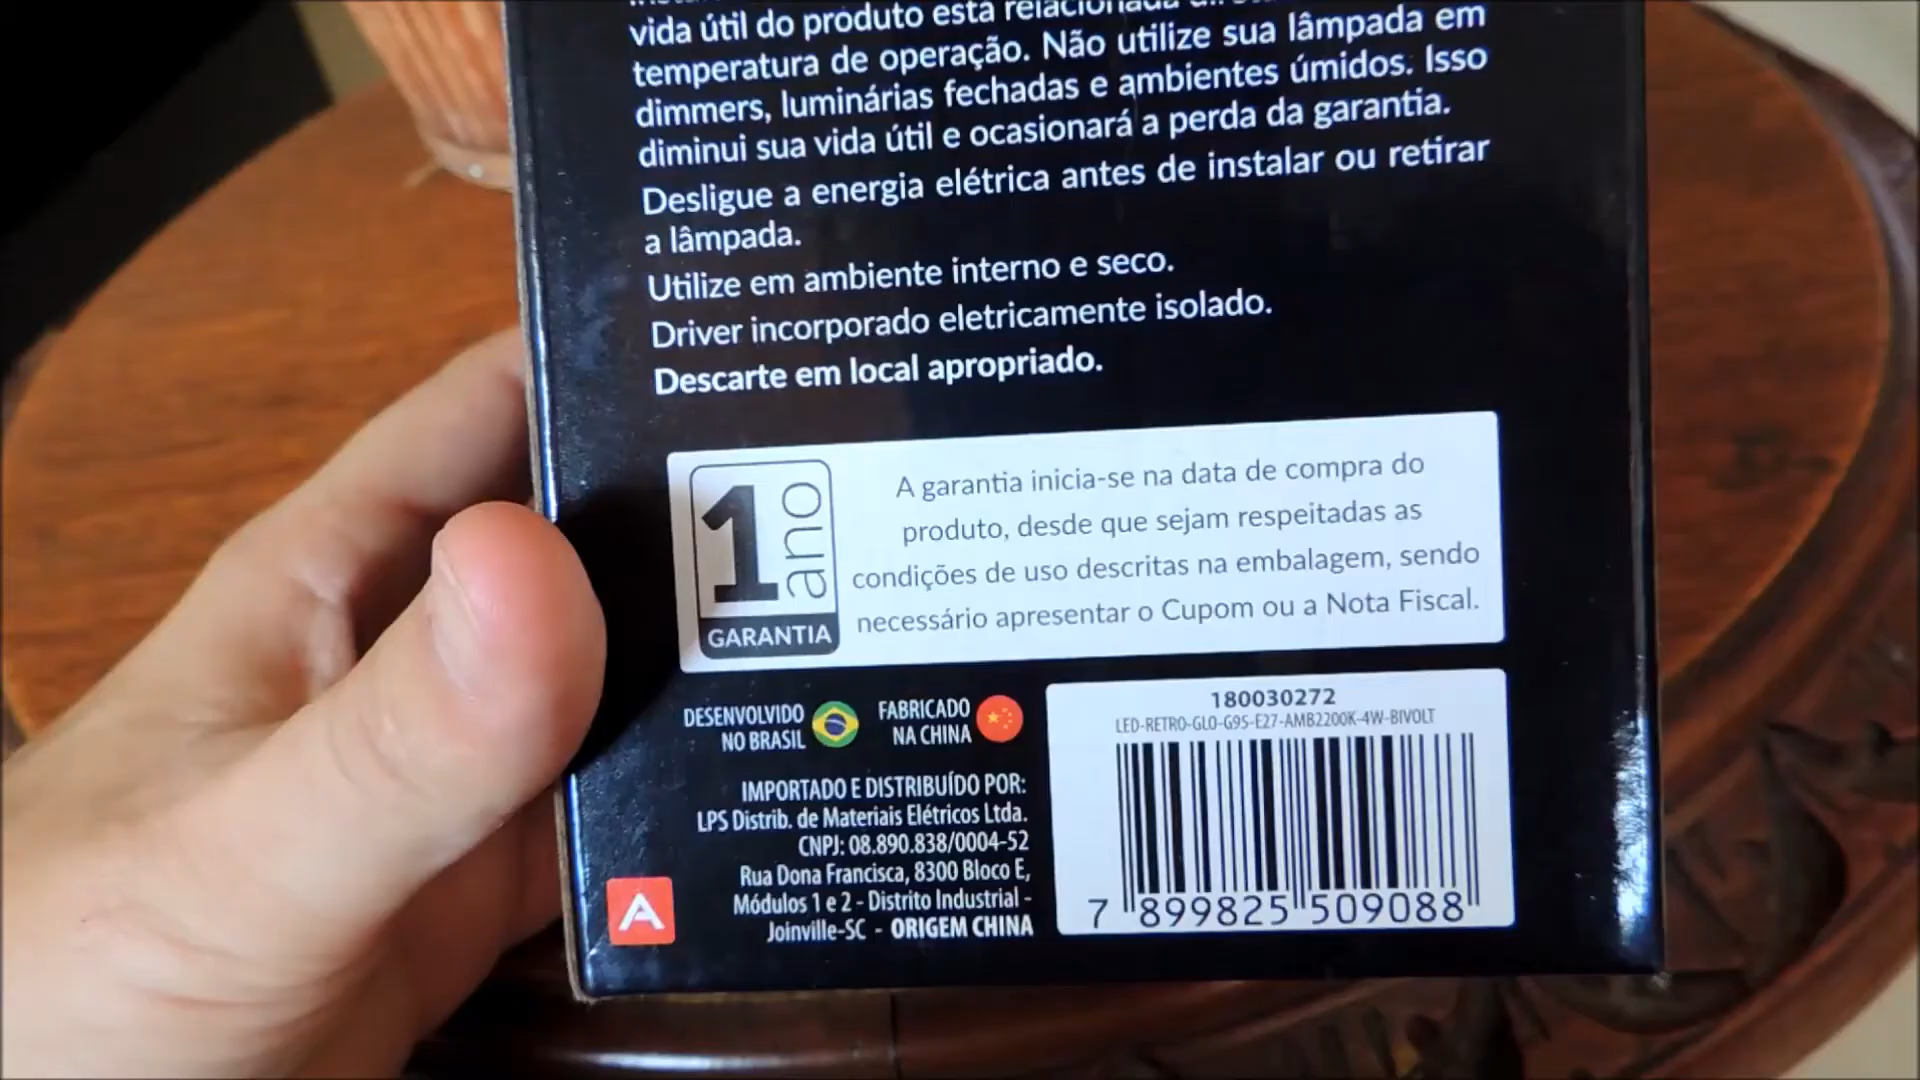 vida útil do produto está relacionada
temperatura de operação. Não utilize sua lâmpada em
dimmers, luminárias fechadas e ambientes úmidos. Isso
diminui sua vida útil e ocasionará a perda da garantia.
Desligue a energia elétrica antes de instalar ou retirar
a lâmpada.
Utilize em ambiente interno e seco.
Driver incorporado eletricamente isolado.
Descarte em local apropriado.
1 ano
GARANTIA
A garantia inicia-se na data de compra do
produto, desde que sejam respeitadas as
condições de uso descritas na embalagem, sendo
necessário apresentar o Cupom ou a Nota Fiscal.
DESENVOLVIDO
NO BRASIL
FABRICADO
NA CHINA
IMPORTADO E DISTRIBUÍDO POR:
LPS Distrib. de Materiais Elétricos Ltda.
CNPJ: 08.890.838/0004-52
Rua Dona Francisca, 8300 Bloco E,
Módulos 1 e 2 - Distrito Industrial -
Joinville-SC - ORIGEM CHINA
A
180030272
LED-RETRO-GLO-G95-E27-AMB2200K-4W-BIVOLT
7 899825 509088